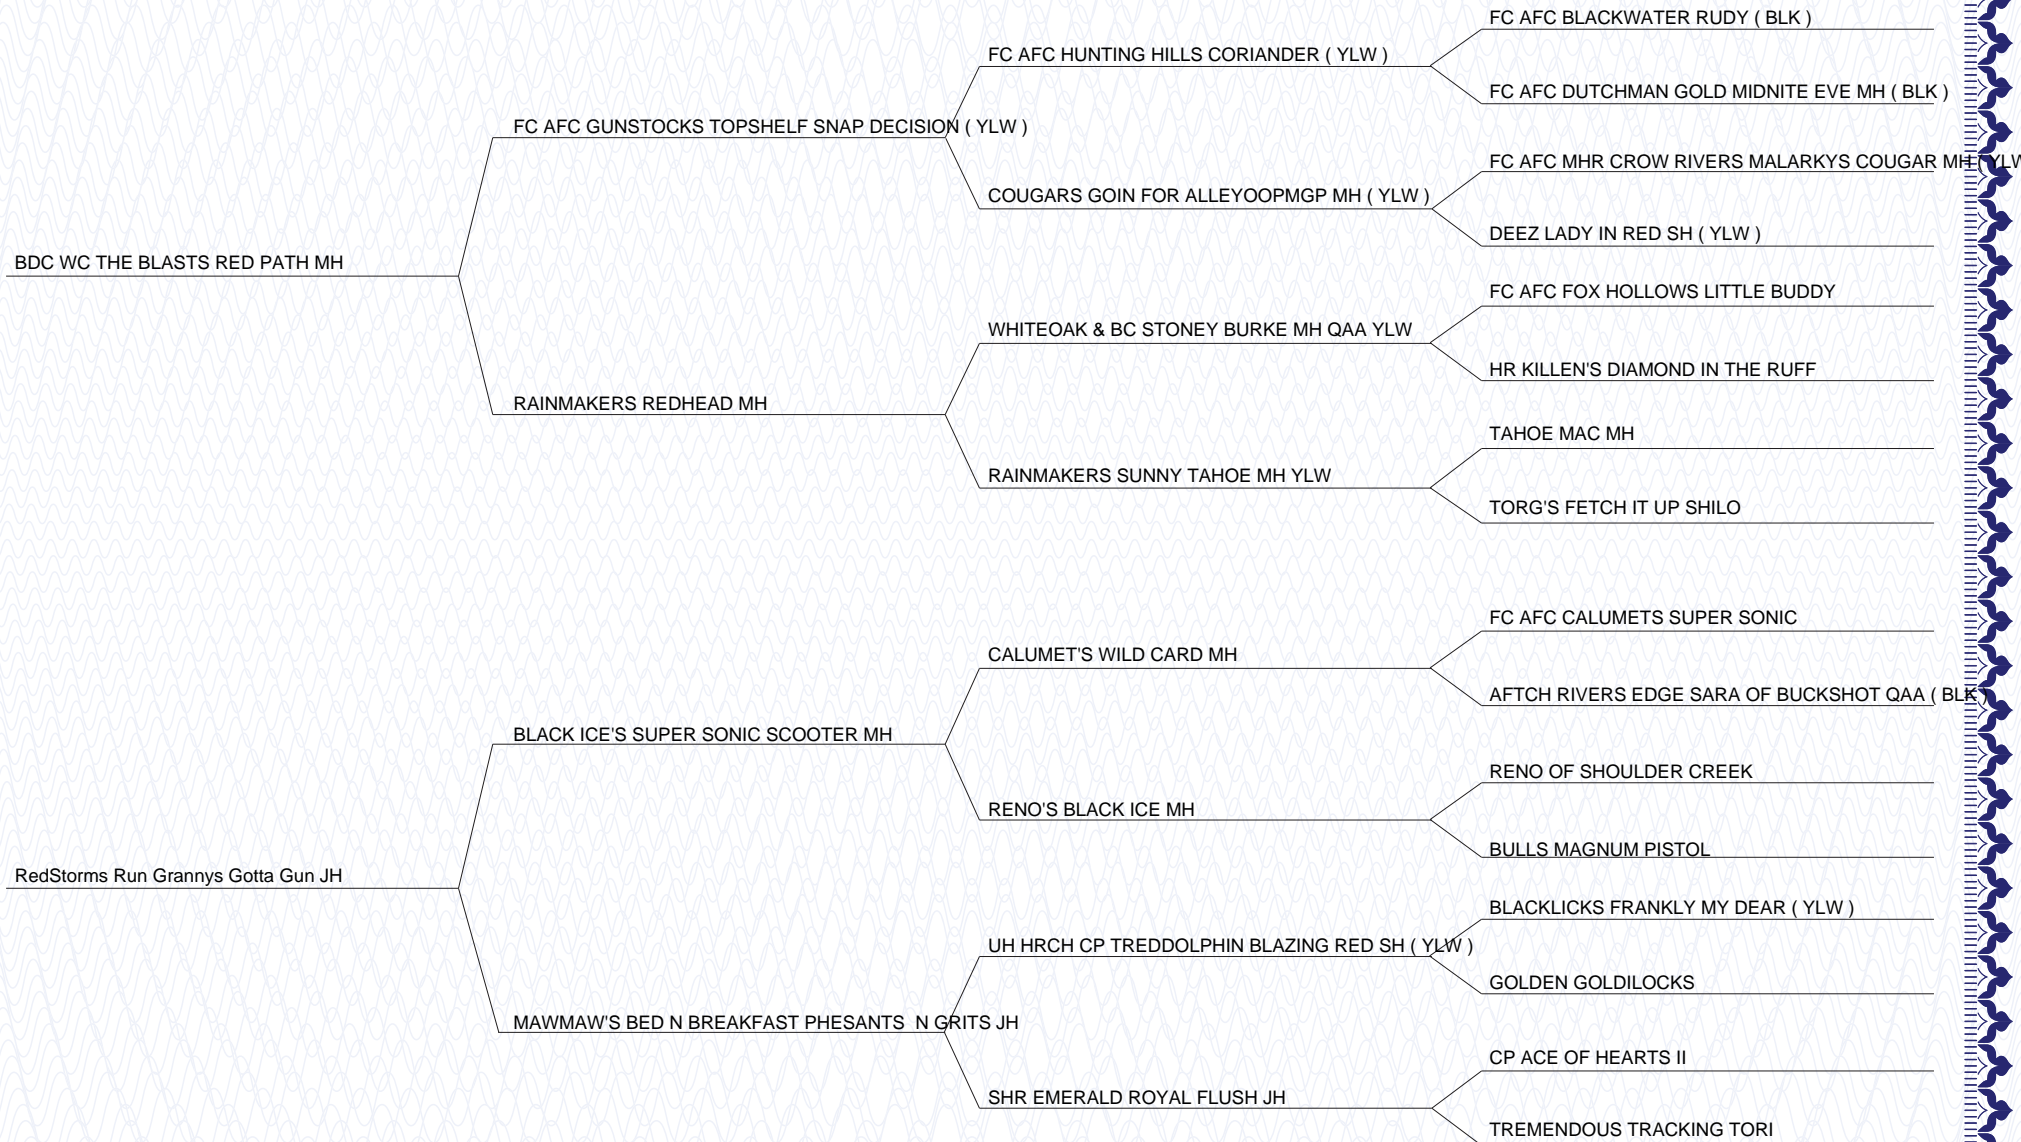 FC AFC BLACKWATER RUDY ( BLK )
FC AFC HUNTING HILLS CORIANDER ( YLW )
FC AFC DUTCHMAN GOLD MIDNITE EVE MH ( BLK )
FC AFC GUNSTOCKS TOPSHELF SNAP DECISION ( YLW )
FC AFC MHR CROW RIVERS MALARKYS COUGAR MH ( YLW
COUGARS GOIN FOR ALLEYOOPMGP MH ( YLW )
DEEZ LADY IN RED SH ( YLW )
BDC WC THE BLASTS RED PATH MH
FC AFC FOX HOLLOWS LITTLE BUDDY
WHITEOAK & BC STONEY BURKE MH QAA YLW
HR KILLEN'S DIAMOND IN THE RUFF
RAINMAKERS REDHEAD MH
TAHOE MAC MH
RAINMAKERS SUNNY TAHOE MH YLW
TORG'S FETCH IT UP SHILO
FC AFC CALUMETS SUPER SONIC
CALUMET'S WILD CARD MH
AFTCH RIVERS EDGE SARA OF BUCKSHOT QAA ( BLK )
BLACK ICE'S SUPER SONIC SCOOTER MH
RENO OF SHOULDER CREEK
RENO'S BLACK ICE MH
BULLS MAGNUM PISTOL
RedStorms Run Grannys Gotta Gun JH
BLACKLICKS FRANKLY MY DEAR ( YLW )
UH HRCH CP TREDDOLPHIN BLAZING RED SH ( YLW )
GOLDEN GOLDILOCKS
MAWMAW'S BED N BREAKFAST PHESANTS  N GRITS JH
CP ACE OF HEARTS II
SHR EMERALD ROYAL FLUSH JH
TREMENDOUS TRACKING TORI